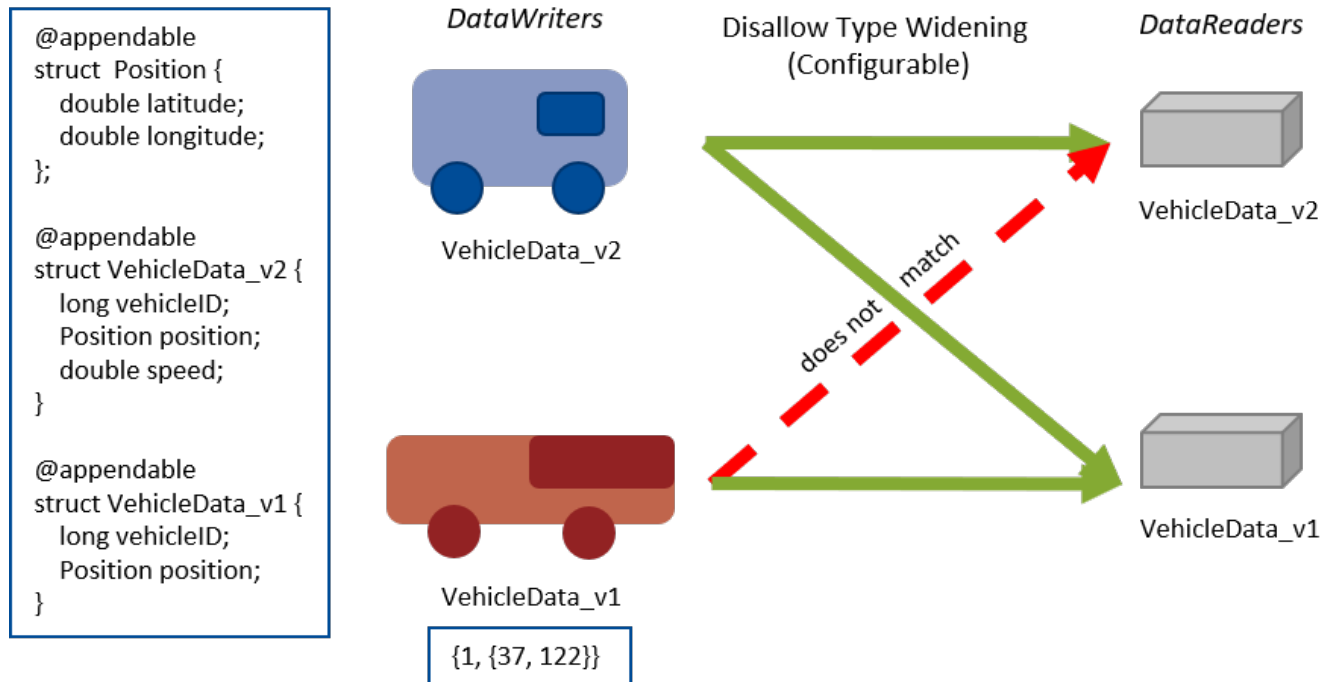 @appendable
struct  Position {
    double latitude;
    double longitude;
};
@appendable
struct VehicleData_v2 {
    long vehicleID;
    Position position;
    double speed;
}
@appendable
struct VehicleData_v1 {
    long vehicleID;
    Position position;
}
DataWriters
VehicleData_v2
VehicleData_v1
{1, {37, 122}}
Disallow Type Widening
(Configurable)
does not match
DataReaders
VehicleData_v2
VehicleData_v1